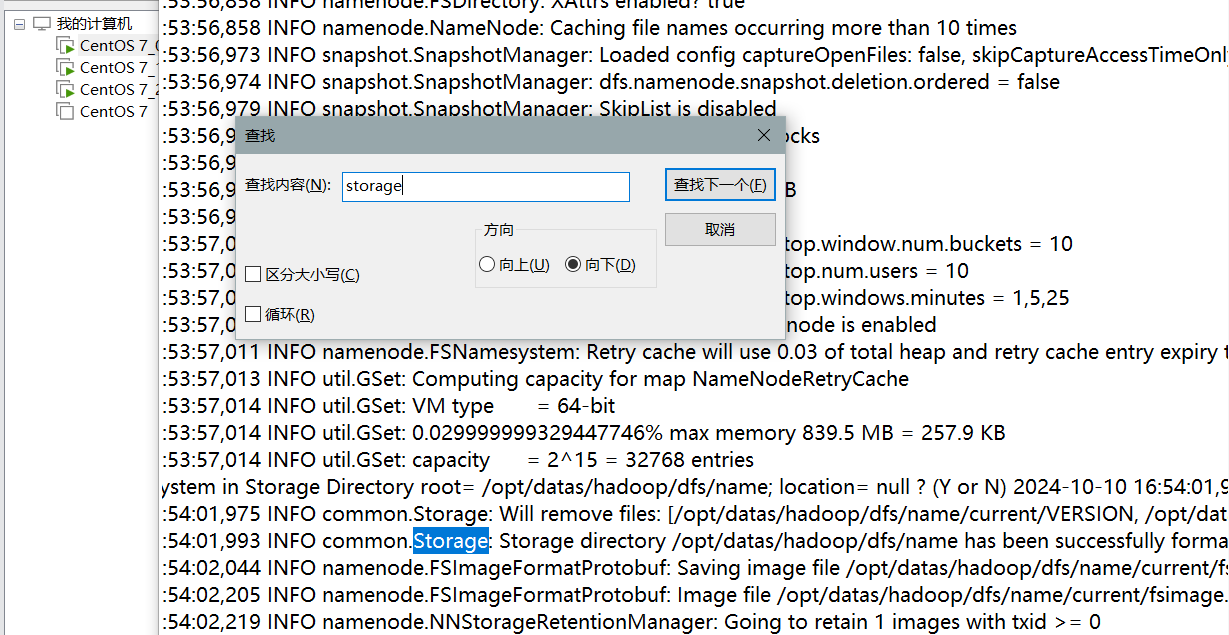 我的计算机
CentOS 7_
CentOS 7_
CentOS 7_2
CentOS 7
:53:56,858 INFO namenode.FSDirectory: XAttrs enabled? true
:53:56,858 INFO namenode.NameNode: Caching file names occurring more than 10 times
:53:56,973 INFO snapshot.SnapshotManager: Loaded config captureOpenFiles: false, skipCaptureAccessTimeOnl
:53:56,974 INFO snapshot.SnapshotManager: dfs.namenode.snapshot.deletion.ordered = false
:53:56,979 INFO snapshot.SnapshotManager: SkipList is disabled
:53:56,9
ocks
:53:56,9
:53:56,9
B
:53:56,9
:53:57,0
top.window.num.buckets = 10
:53:57,0
top.num.users = 10
:53:57,0
top.windows.minutes = 1,5,25
:53:57,0
node is enabled
查找
查找内容(N):
storage
查找下一个(F)
取消
方向
向上(U)
向下(D)
区分大小写(C)
循环(R)
:53:57,011 INFO namenode.FSNamesystem: Retry cache will use 0.03 of total heap and retry cache entry expiry t
:53:57,013 INFO util.GSet: Computing capacity for map NameNodeRetryCache
:53:57,014 INFO util.GSet: VM type = 64-bit
:53:57,014 INFO util.GSet: 0.029999999329447746% max memory 839.5 MB = 257.9 KB
:53:57,014 INFO util.GSet: capacity = 2^15 = 32768 entries
ystem in Storage Directory root= /opt/datas/hadoop/dfs/name; location= null ? (Y or N) 2024-10-10 16:54:01,9
:54:01,975 INFO common.Storage: Will remove files: [/opt/datas/hadoop/dfs/name/current/VERSION, /opt/dat
:54:01,993 INFO common.Storage: Storage directory /opt/datas/hadoop/dfs/name has been successfully forma
:54:02,044 INFO namenode.FSImageFormatProtobuf: Saving image file /opt/datas/hadoop/dfs/name/current/fs
:54:02,205 INFO namenode.FSImageFormatProtobuf: Image file /opt/datas/hadoop/dfs/name/current/fsimage.
:54:02,219 INFO namenode.NNStorageRetentionManager: Going to retain 1 images with txid >= 0